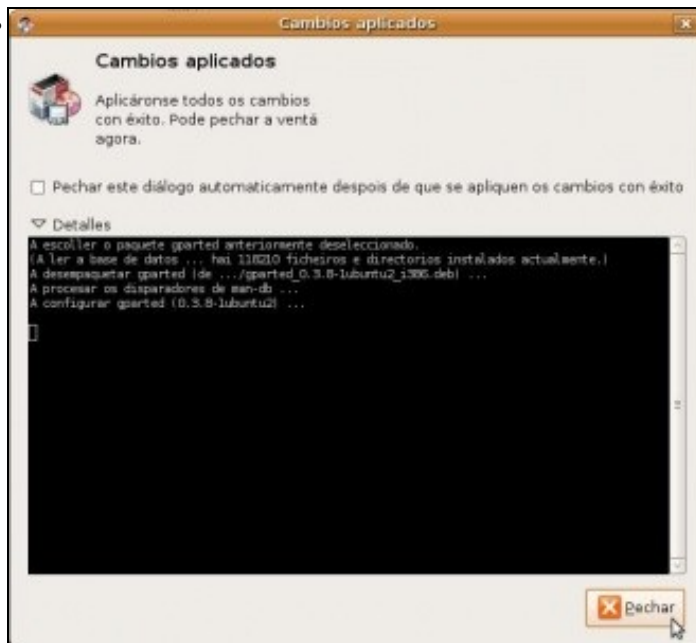 Cambios aplicados
Cambios aplicados
Aplicáronse todos os cambios
con éxito. Pode pechar a ventá
agora.
Pechar este diálogo automaticamente despois de que se apliquen os cambios con éxito
Detalles
A escoller o paquete gparted anteriormente deseleccionado.
(A ler a base de datos ... hai 118210 ficheiros e directorios instalados actualmente.)
A desempaquetar gparted (de .../gparted_0.3.8-1ubuntu2_i386.deb) ...
A procesar os disparadores de man-db ...
A configurar gparted (0.3.8-1ubuntu2) ...
Pechar